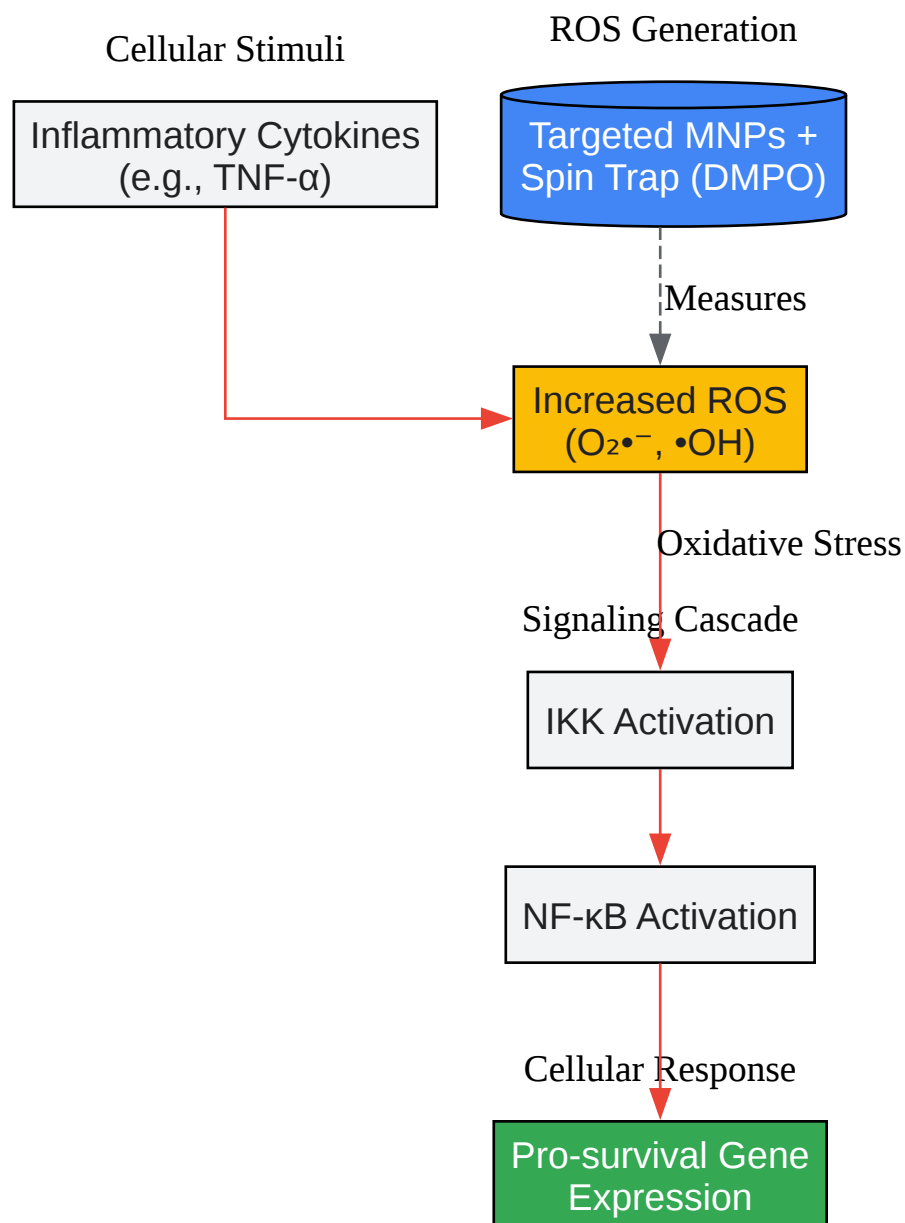 Cellular Stimuli
ROS Generation
Inflammatory Cytokines
(e.g., TNF-α)
Targeted MNPs +
Spin Trap (DMPO)
Measures
Increased ROS
(O₂•⁻, •OH)
Oxidative Stress
Signaling Cascade
IKK Activation
NF-κB Activation
Cellular Response
Pro-survival Gene
Expression